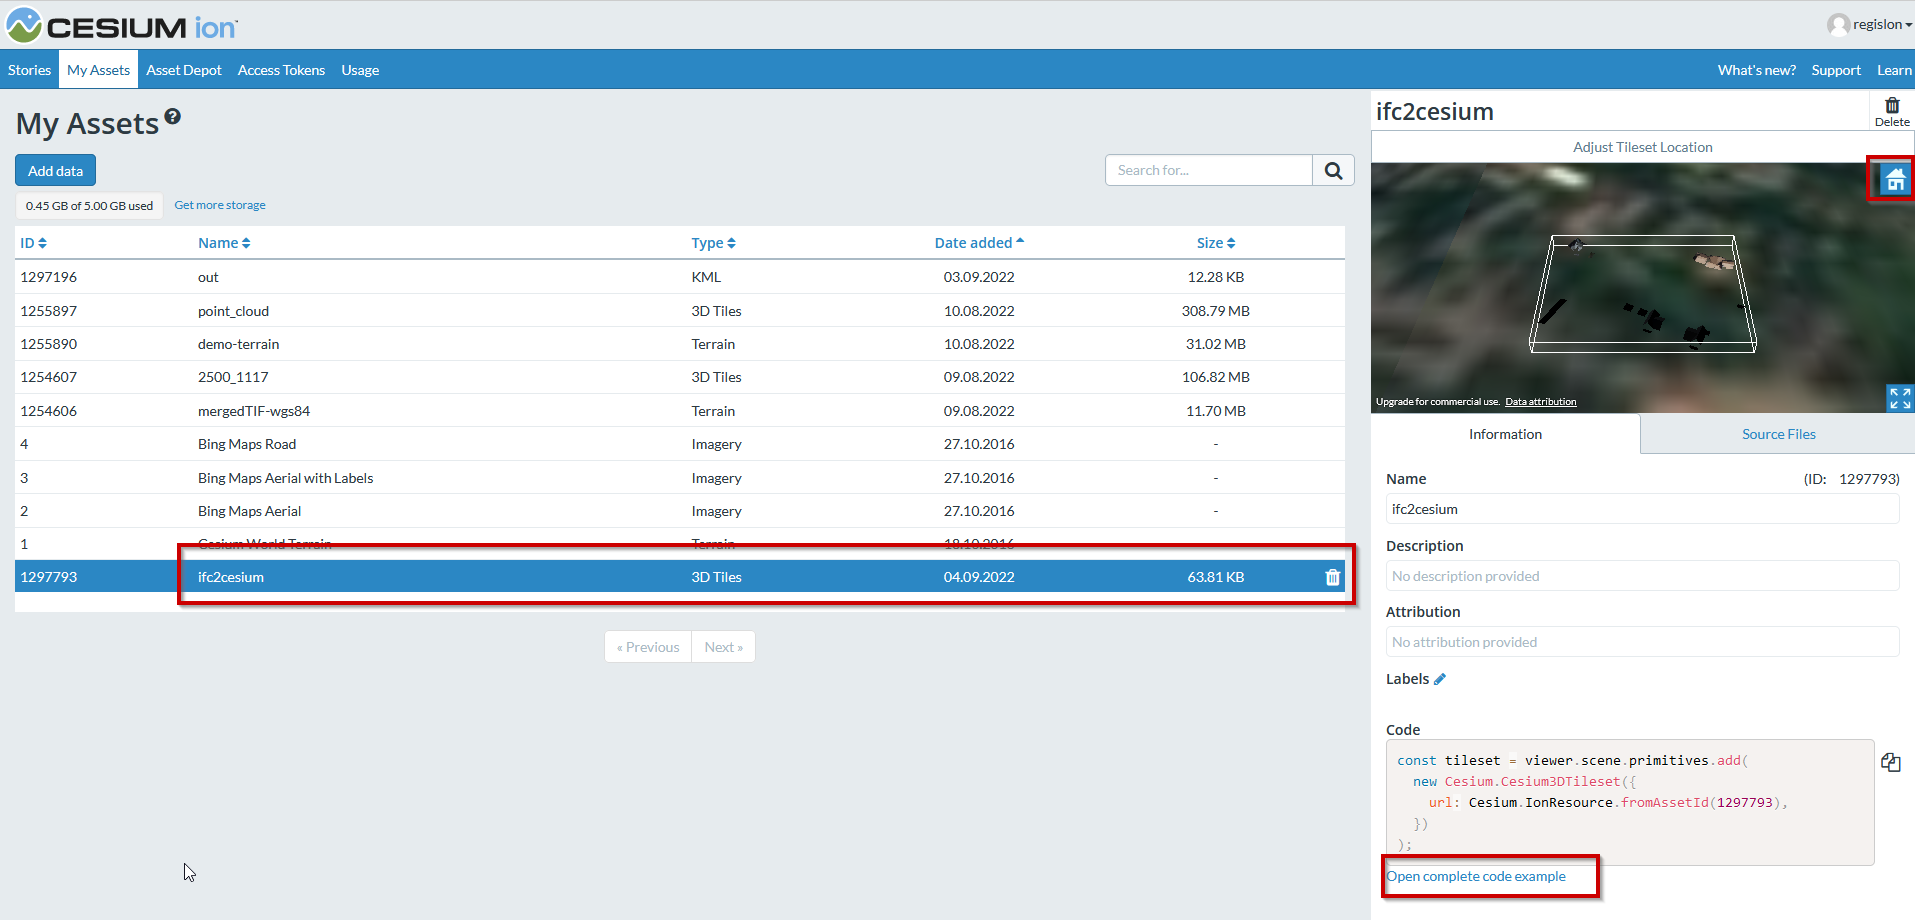 CESIUM ion
regislon
Stories My Assets Asset Depot Access Tokens Usage What's new? Support Learn
My Assets
Add data
Search for...
0.45 GB of 5.00 GB used Get more storage
ID Name Type Date added Size
1297196 out KML 03.09.2022 12.28 KB
1255897 point_cloud 3D Tiles 10.08.2022 308.79 MB
1255890 demo-terrain Terrain 10.08.2022 31.02 MB
1254607 2500_1117 3D Tiles 09.08.2022 106.82 MB
1254606 mergedTIF-wgs84 Terrain 09.08.2022 11.70 MB
4 Bing Maps Road Imagery 27.10.2016 -
3 Bing Maps Aerial with Labels Imagery 27.10.2016 -
2 Bing Maps Aerial Imagery 27.10.2016 -
1 Cesium World Terrain Terrain 18.10.2016
1297793 ifc2cesium 3D Tiles 04.09.2022 63.81 KB
« Previous Next »
ifc2cesium
Delete
Adjust Tileset Location
Upgrade for commercial use. Data attribution
Information Source Files
Name (ID: 1297793)
ifc2cesium
Description
No description provided
Attribution
No attribution provided
Labels
Code
const tileset = viewer.scene.primitives.add(
new Cesium.Cesium3DTileset({
url: Cesium.IonResource.fromAssetId(1297793),
})
);
Open complete code example